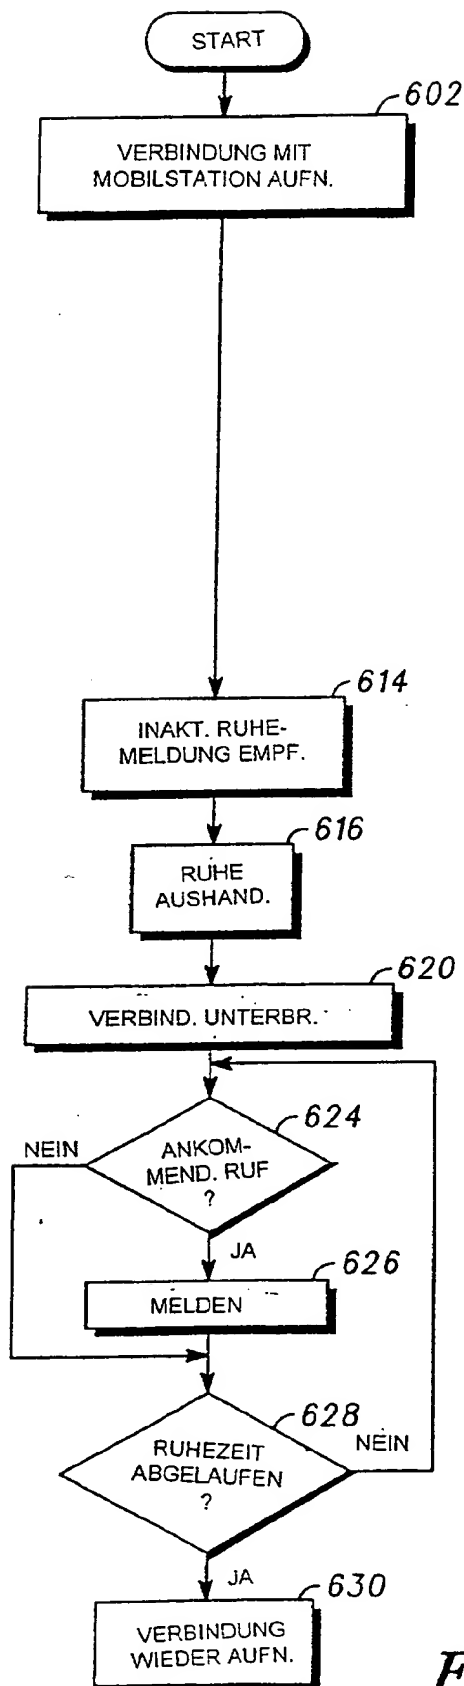 START
602
VERBINDUNG MIT
MOBILSTATION AUFN.
614
INAKT. RUHE-
MELDUNG EMPF.
616
RUHE
AUSHAND.
620
VERBIND. UNTERBR.
624
NEIN
ANKOM-
MEND. RUF
?
JA
626
MELDEN
628
RUHEZEIT
ABGELAUFEN
?
NEIN
JA
630
VERBINDUNG
WIEDER AUFN.